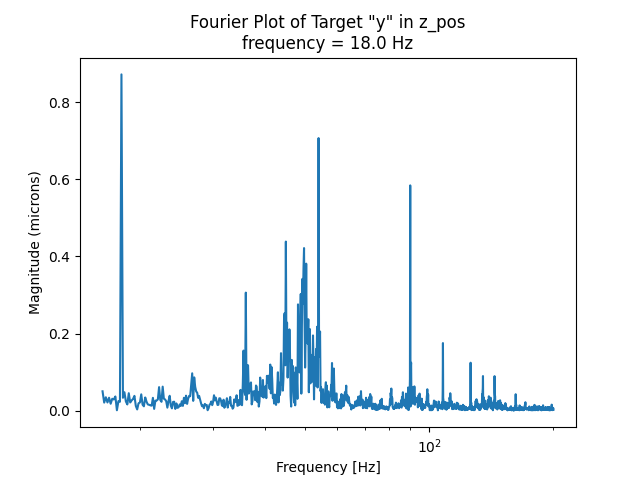 Fourier Plot of Target "y" in z_pos
frequency = 18.0 Hz
Magnitude (microns)
0.8
0.6
0.4
0.2
0.0
10²
Frequency [Hz]